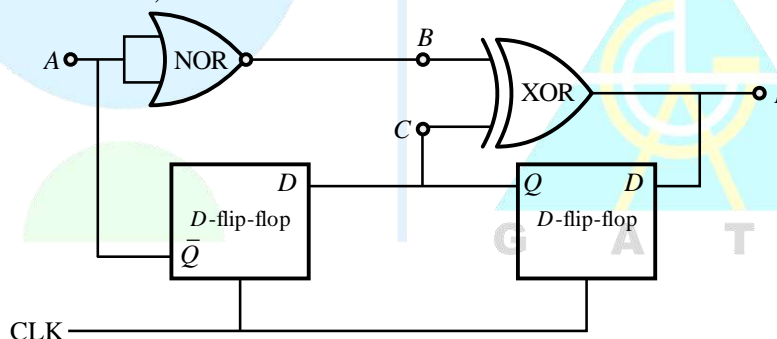 A NOR B XOR
C
D Q D
D-flip-flop D-flip-flop
Q̅
G A T
CLK